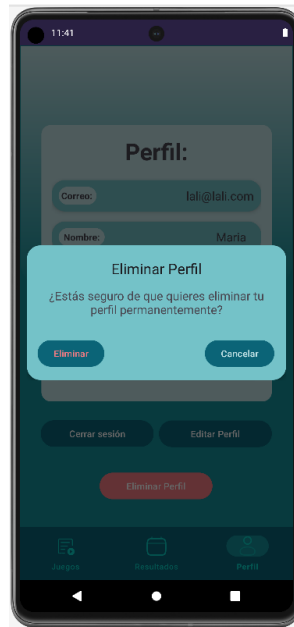 11:41
Perfil:
Correo: lali@lali.com
Nombre: Maria
Eliminar Perfil
¿Estás seguro de que quieres eliminar tu
perfil permanentemente?
Eliminar Cancelar
Cerrar sesión Editar Perfil
Eliminar Perfil
Juegos Resultados Perfil